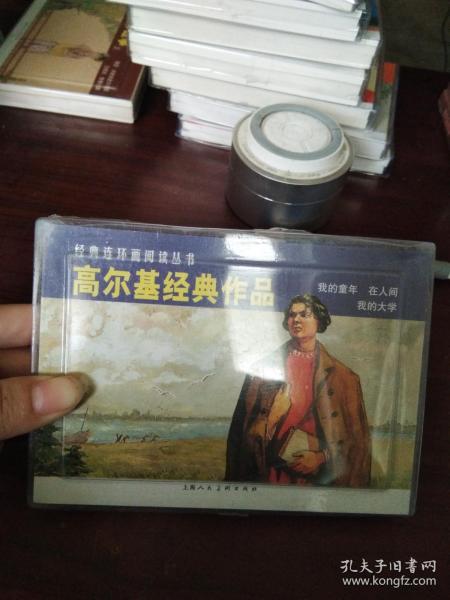 经典连环画阅读丛书
高尔基经典作品
我的童年 在人间
我的大学
上海人民美术出版社
孔夫子旧书网
www.kongfz.com